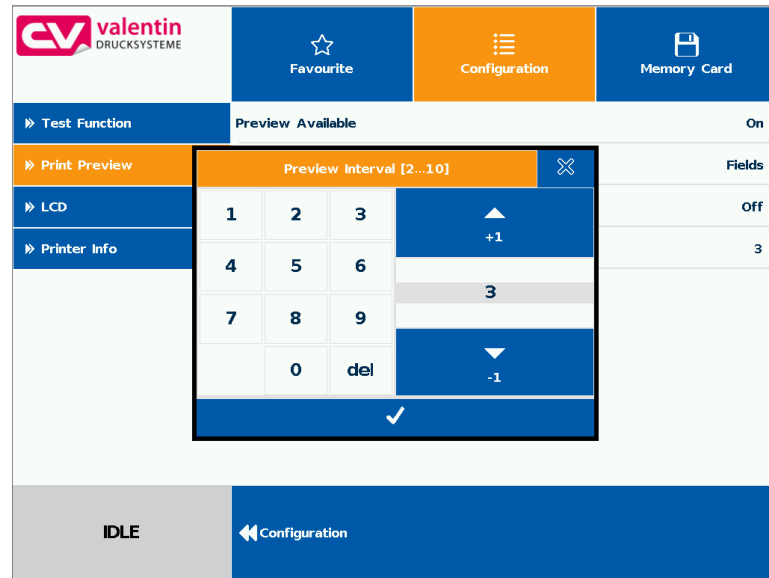 CV valentin
DRUCKSYSTEME
Favourite
Configuration
Memory Card
Test Function
Preview Available
On
Print Preview
Fields
LCD
Off
Printer Info
3
Preview Interval [2...10]
1 2 3
4 5 6
7 8 9
0 del
+1
3
-1
IDLE
Configuration